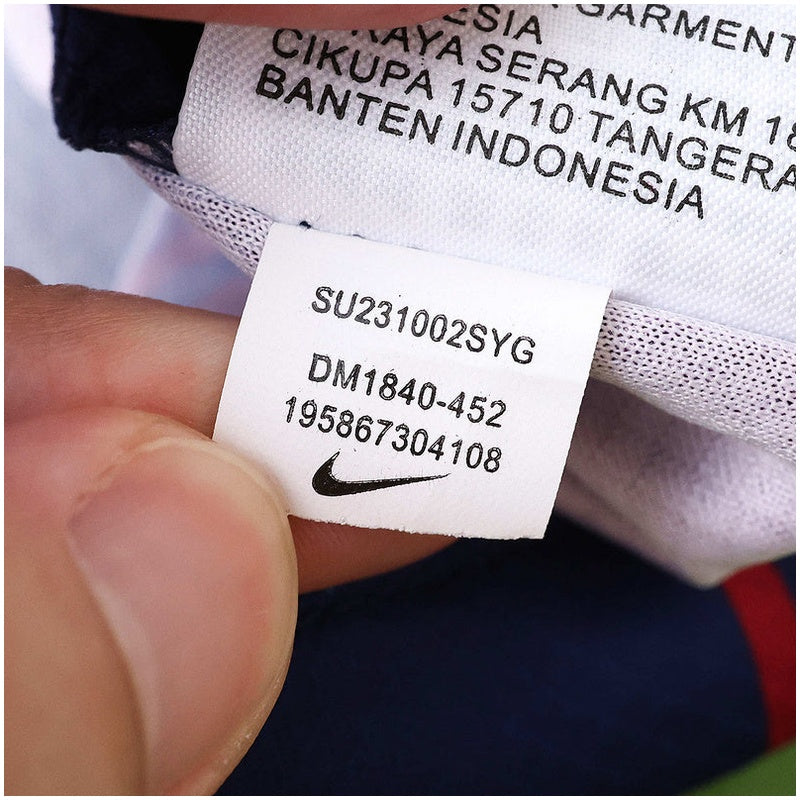 GARMENT
ESIA
RAYA SERANG KM 18
CIKUPA 15710 TANGERA
BANTEN INDONESIA
SU231002SYG
DM1840-452
195867304108